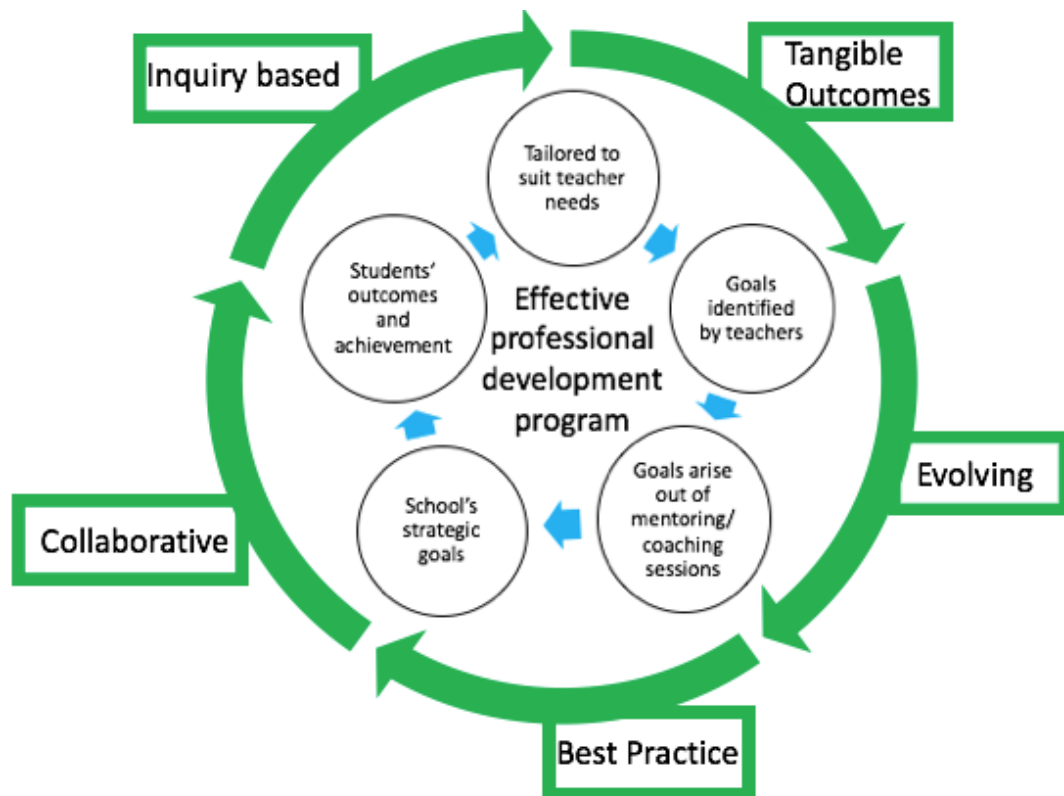 Inquiry based
Tangible
Outcomes
Tailored to
suit teacher
needs
Students'
outcomes
and
achievement
Effective
professional
development
program
Goals
identified
by teachers
Evolving
Goals arise
out of
mentoring/
coaching
sessions
School's
strategic
goals
Collaborative
Best Practice